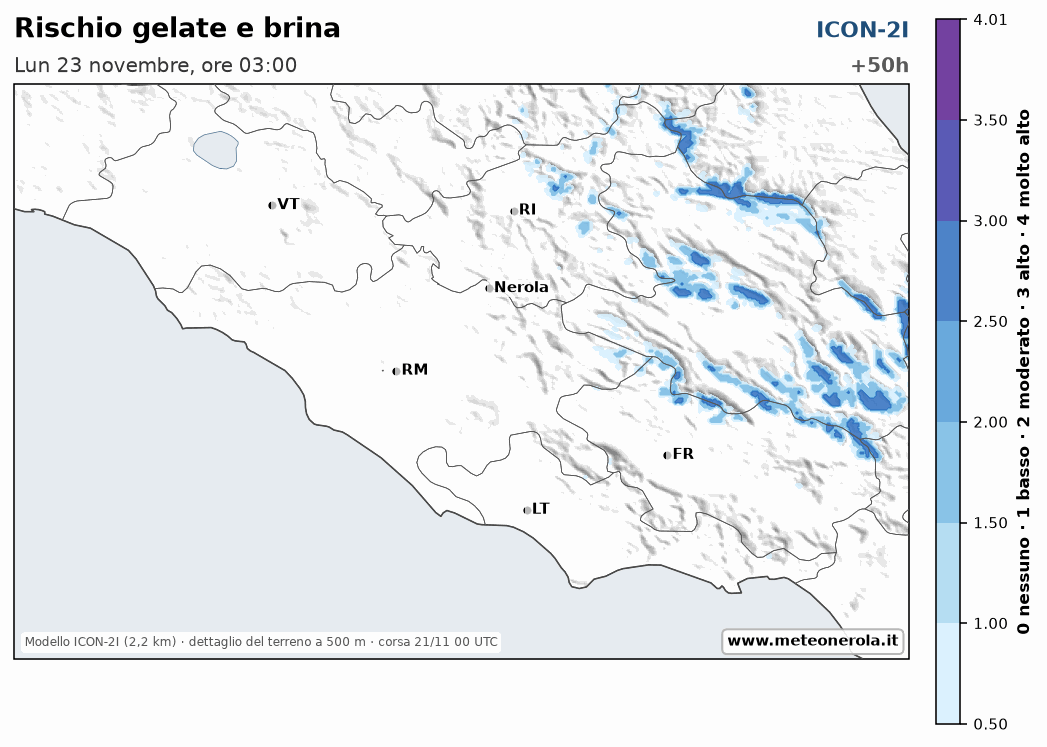 Rischio gelate e brina
ICON-2I
Lun 23 novembre, ore 03:00
+50h
VT
RI
Nerola
RM
FR
LT
Modello ICON-2I (2,2 km) · dettaglio del terreno a 500 m · corsa 21/11 00 UTC
www.meteonerola.it
4.01
3.50
3.00
2.50
2.00
1.50
1.00
0.50
0 nessuno · 1 basso · 2 moderato · 3 alto · 4 molto alto